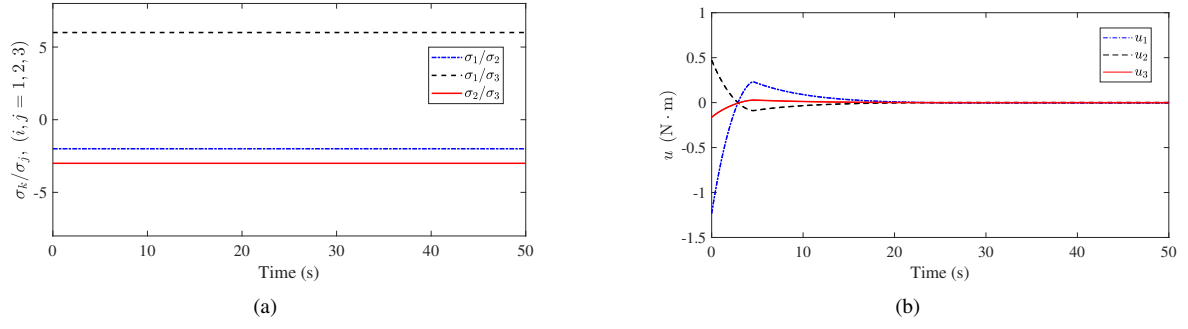 5
0
-5
0 10 20 30 40 50
Time (s)
σ_k/σ_j, (i, j = 1, 2, 3)
σ₁/σ₂
σ₁/σ₃
σ₂/σ₃
(a)
1
0.5
0
-0.5
-1
-1.5
0 10 20 30 40 50
Time (s)
u (N · m)
u₁
u₂
u₃
(b)